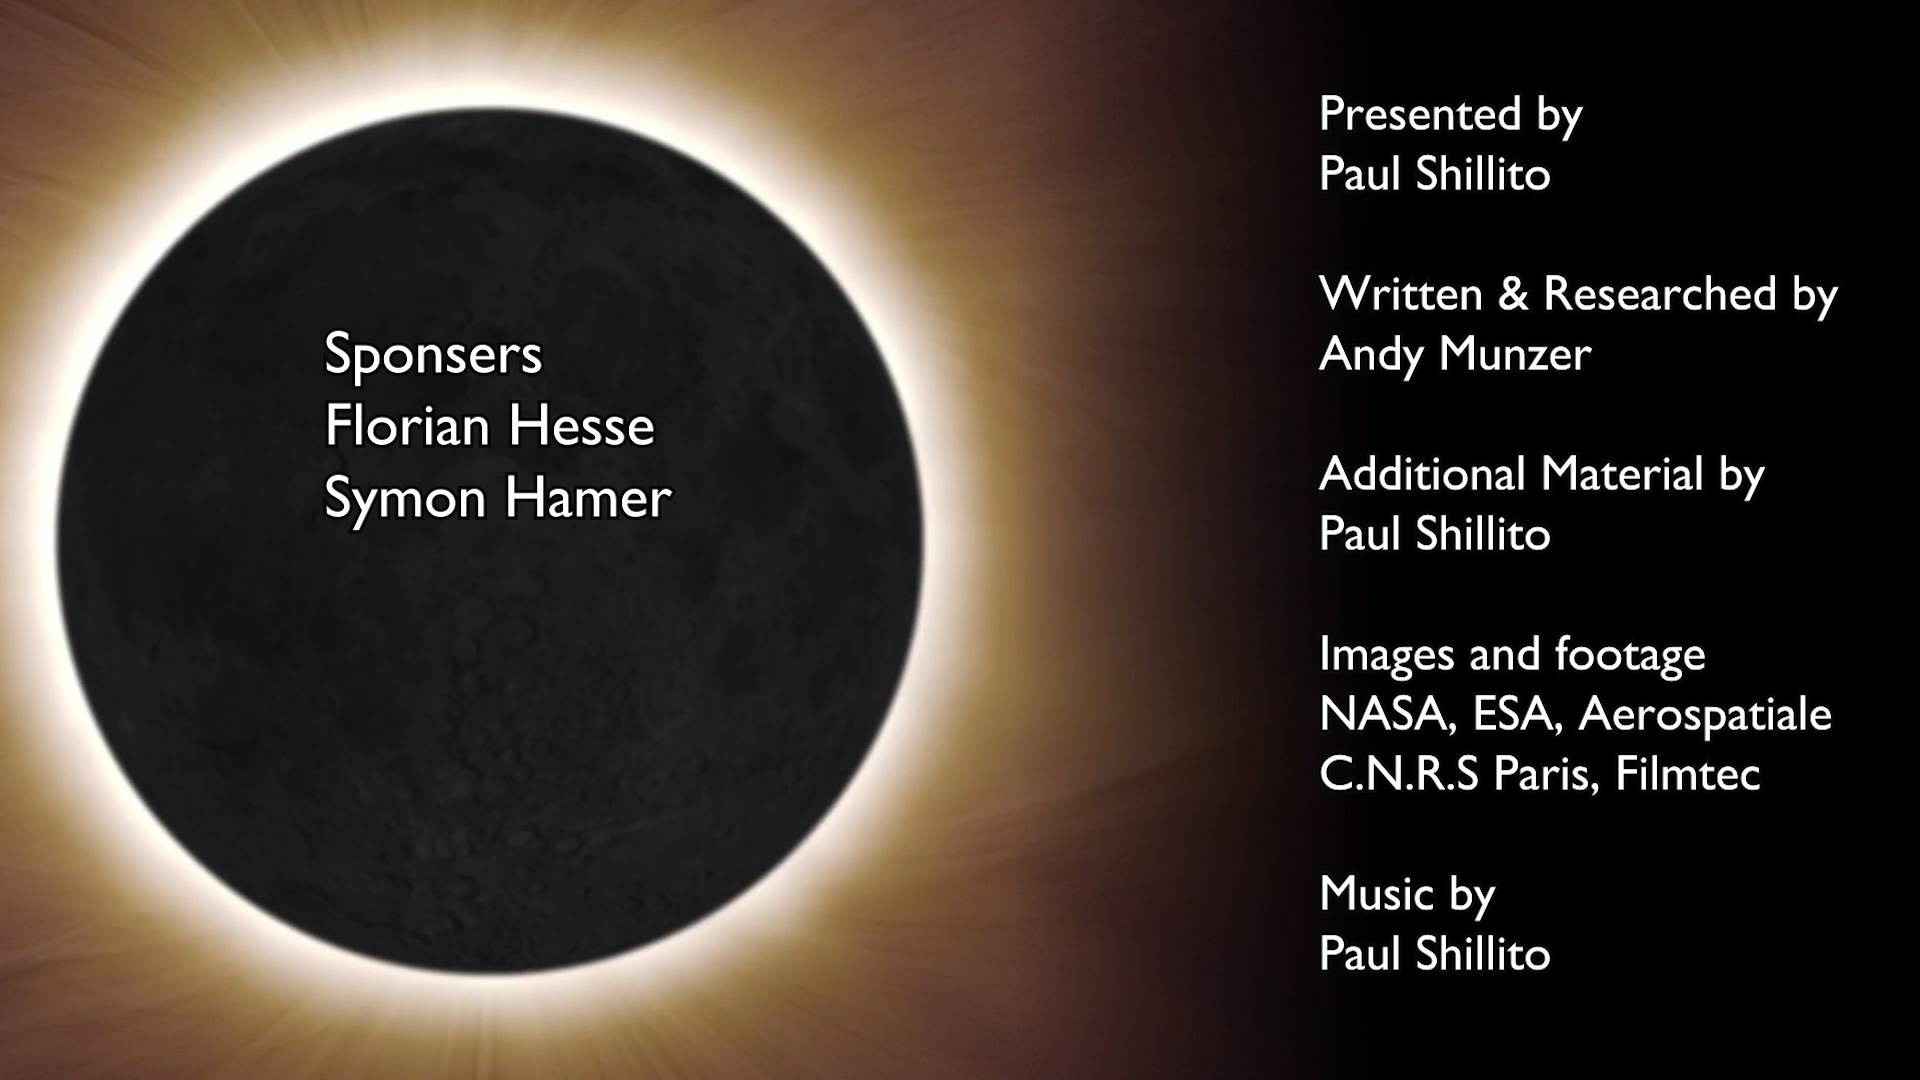 Sponsers
Florian Hesse
Symon Hamer
Presented by
Paul Shillito
Written & Researched by
Andy Munzer
Additional Material by
Paul Shillito
Images and footage
NASA, ESA, Aerospatiale
C.N.R.S Paris, Filmtec
Music by
Paul Shillito